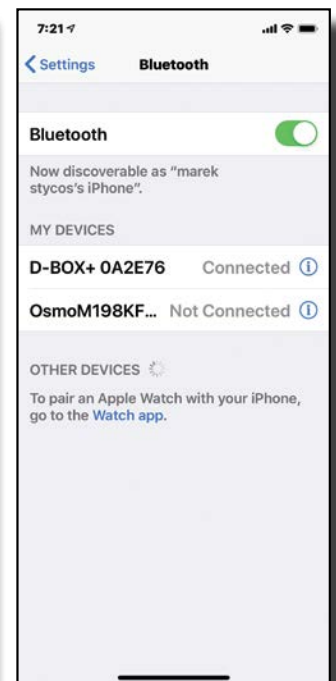 7:21
Settings
Bluetooth
Bluetooth
Now discoverable as “marek
stycos’s iPhone”.
MY DEVICES
D-BOX+ 0A2E76 Connected
OsmoM198KF... Not Connected
OTHER DEVICES
To pair an Apple Watch with your iPhone,
go to the Watch app.